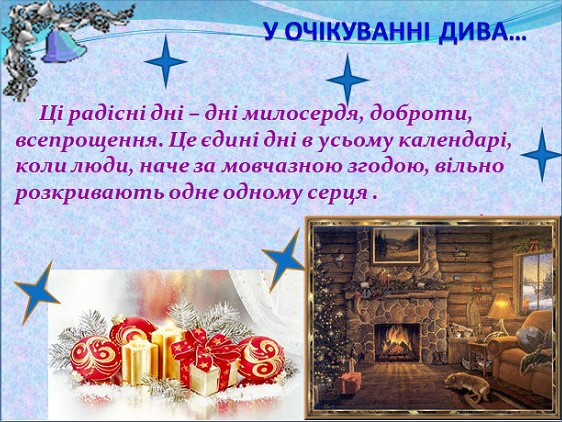 У ОЧІКУВАННІ ДИВА…
Ці радісні дні – дні милосердя, доброти,
всепрощення. Це єдині дні в усьому календарі,
коли люди, наче за мовчазною згодою, вільно
розкривають одне одному серця .